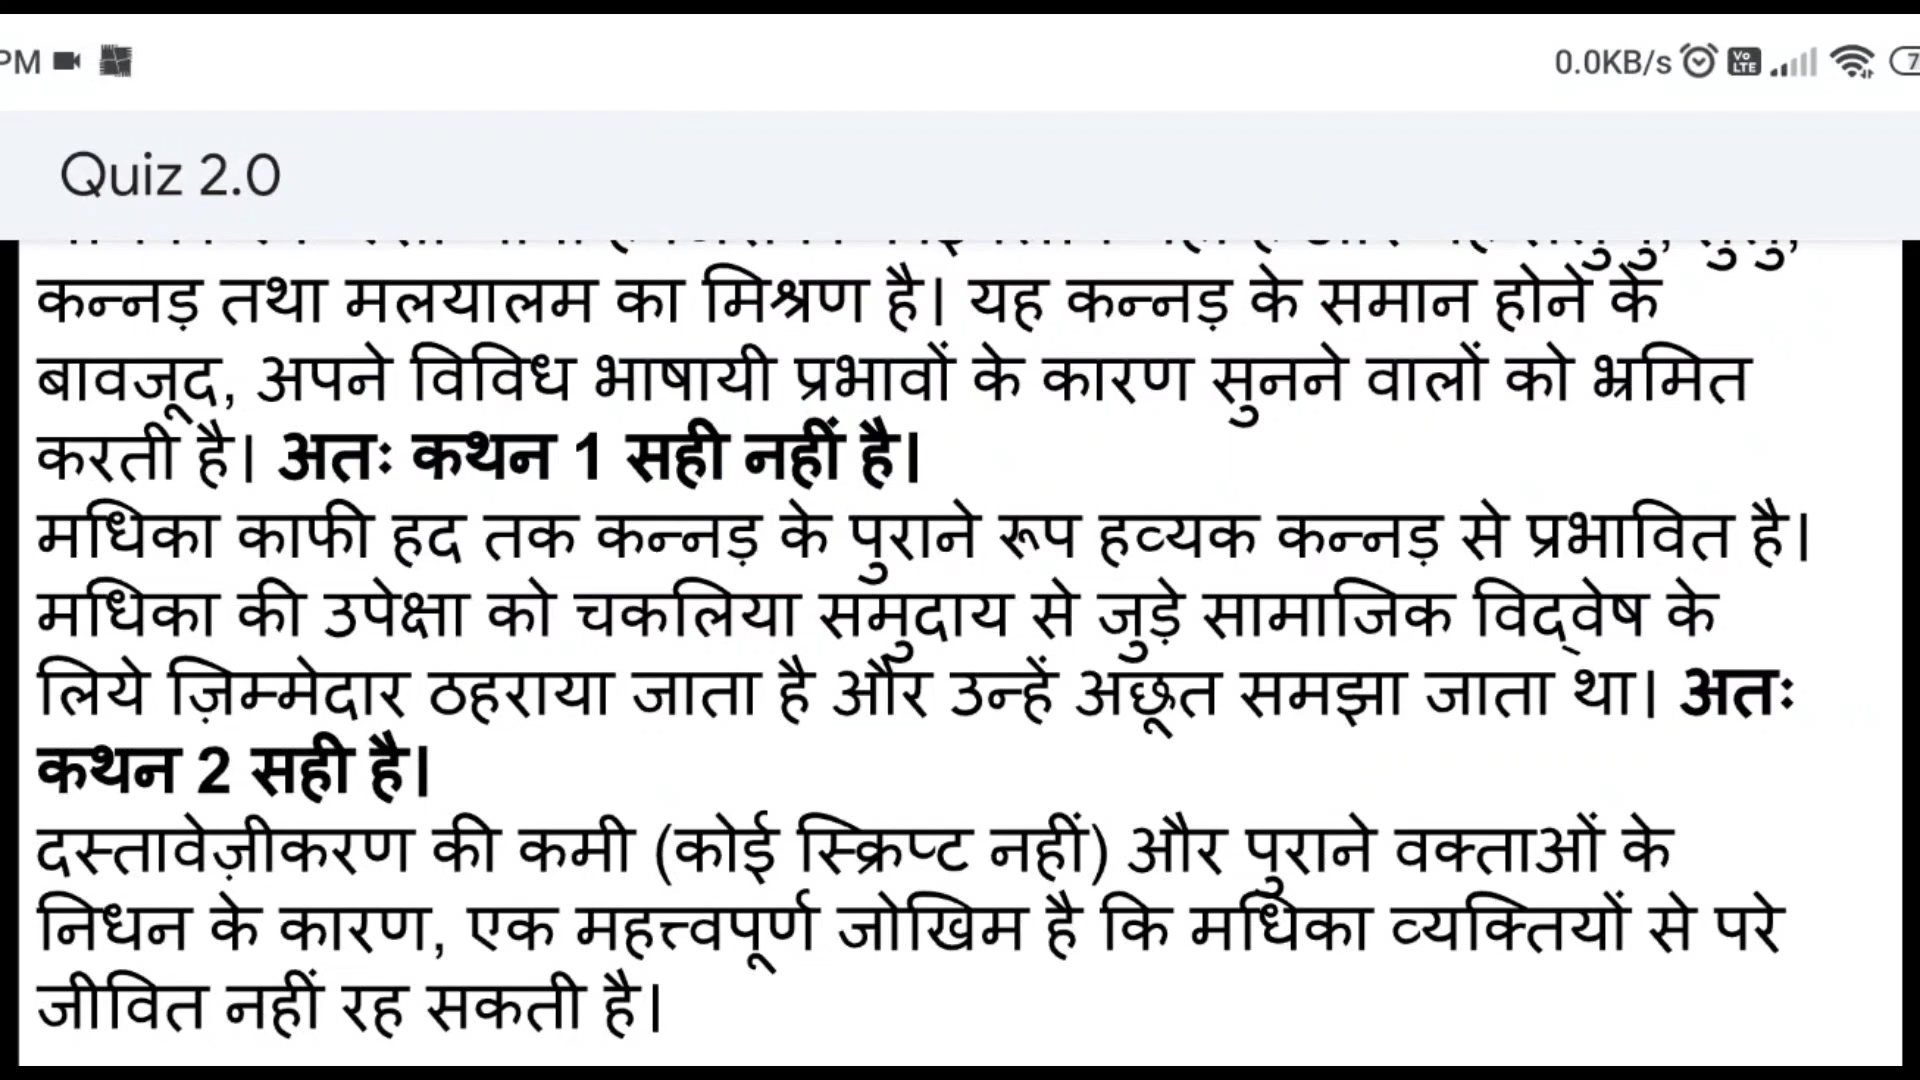 PM
0.0KB/s
Vo LTE
7
Quiz 2.0
कन्नड़ तथा मलयालम का मिश्रण है। यह कन्नड़ के समान होने के
बावजूद, अपने विविध भाषायी प्रभावों के कारण सुनने वालों को भ्रमित
करती है। अतः कथन 1 सही नहीं है।
मधिका काफी हद तक कन्नड़ के पुराने रूप हव्यक कन्नड़ से प्रभावित है।
मधिका की उपेक्षा को चकलिया समुदाय से जुड़े सामाजिक विद्वेष के
लिये ज़िम्मेदार ठहराया जाता है और उन्हें अछूत समझा जाता था। अतः
कथन 2 सही है।
दस्तावेज़ीकरण की कमी (कोई स्क्रिप्ट नहीं) और पुराने वक्ताओं के
निधन के कारण, एक महत्त्वपूर्ण जोखिम है कि मधिका व्यक्तियों से परे
जीवित नहीं रह सकती है।